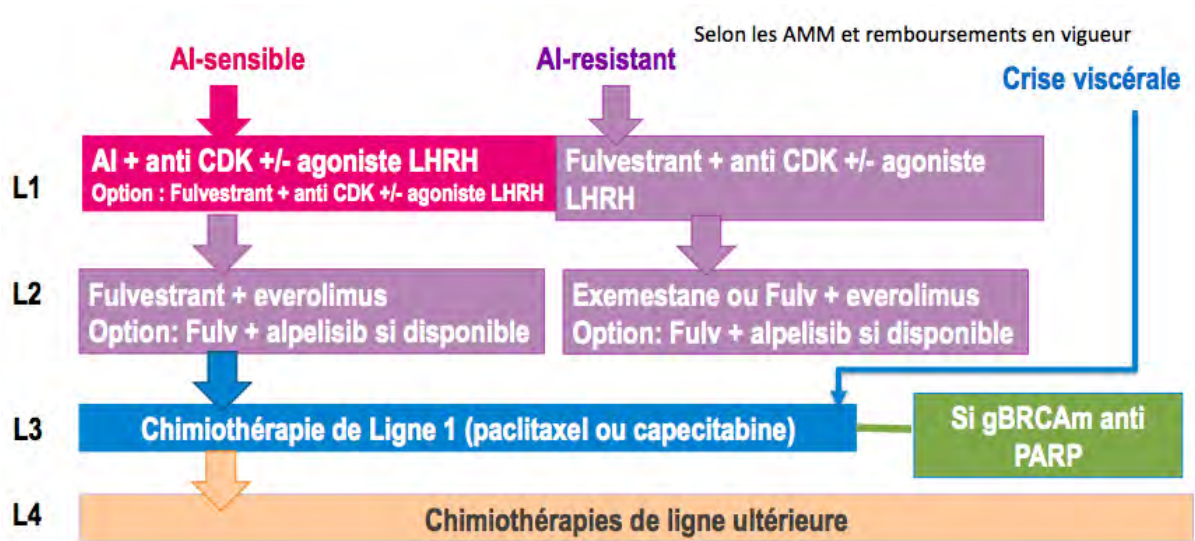 Selon les AMM et remboursements en vigueur
AI-sensible
AI-resistant
Crise viscérale
L1
AI + anti CDK +/- agoniste LHRH
Option : Fulvestrant + anti CDK +/- agoniste LHRH
Fulvestrant + anti CDK +/- agoniste
LHRH
L2
Fulvestrant + everolimus
Option: Fulv + alpelisib si disponible
Exemestane ou Fulv + everolimus
Option: Fulv + alpelisib si disponible
L3
Chimiothérapie de Ligne 1 (paclitaxel ou capecitabine)
Si gBRCAm anti
PARP
L4
Chimiothérapies de ligne ultérieure